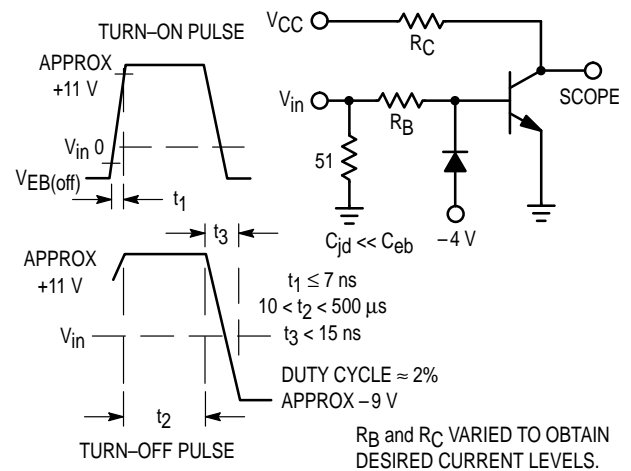 TURN–ON PULSE
APPROX
+11 V
Vin 0
VEB(off)
t1
VCC
RC
SCOPE
Vin
RB
51
Cjd << Ceb
–4 V
t3
APPROX
+11 V
Vin
t1 ≤ 7 ns
10 < t2 < 500 µs
t3 < 15 ns
DUTY CYCLE ≈ 2%
APPROX –9 V
t2
TURN–OFF PULSE
RB and RC VARIED TO OBTAIN
DESIRED CURRENT LEVELS.